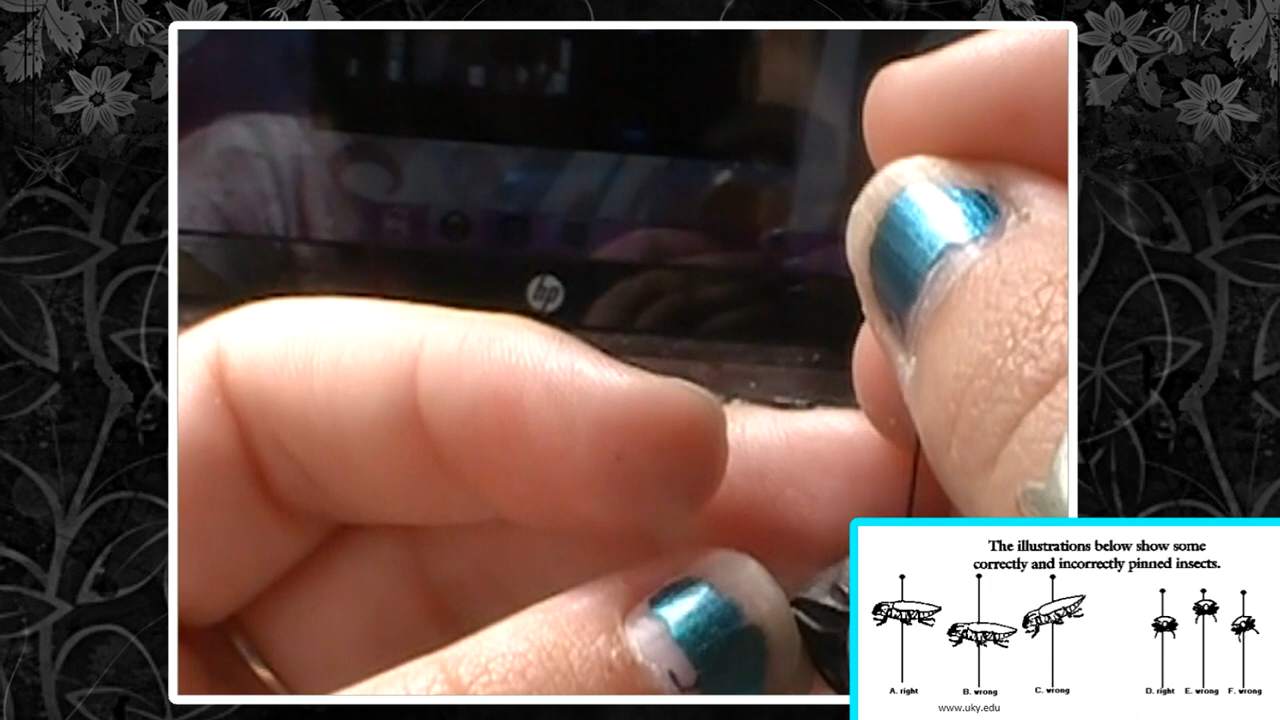 hp
The illustrations below show some
correctly and incorrectly pinned insects.
A. right
B. wrong
C. wrong
D. right
E. wrong
F. wrong
www.uky.edu